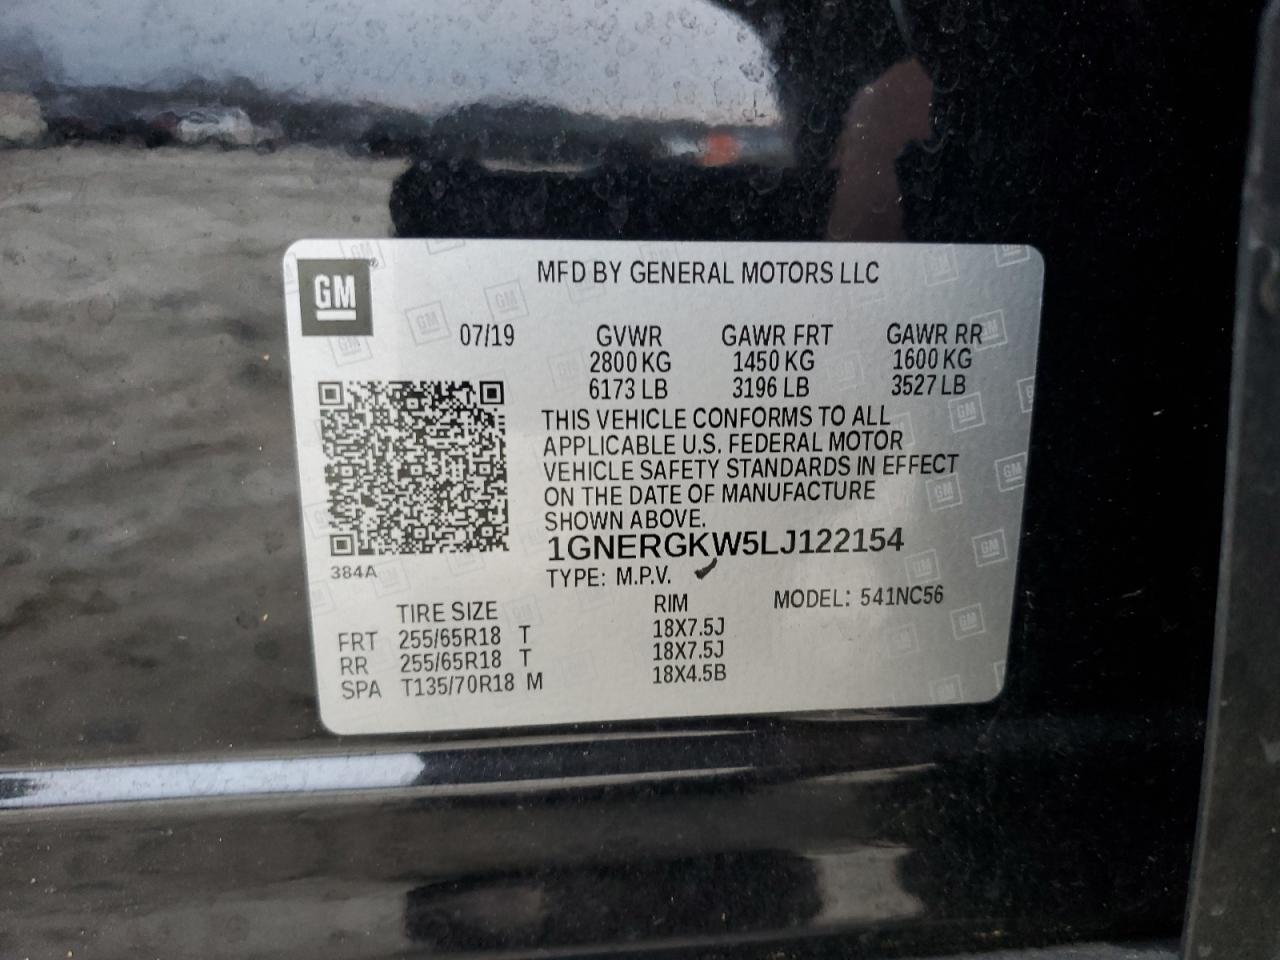 GM
MFD BY GENERAL MOTORS LLC
07/19 GVWR GAWR FRT GAWR RR
2800 KG 1450 KG 1600 KG
6173 LB 3196 LB 3527 LB
THIS VEHICLE CONFORMS TO ALL
APPLICABLE U.S. FEDERAL MOTOR
VEHICLE SAFETY STANDARDS IN EFFECT
ON THE DATE OF MANUFACTURE
SHOWN ABOVE.
1GNERGKW5LJ122154
384A
TYPE: M.P.V.
MODEL: 541NC56
TIRE SIZE RIM
FRT 255/65R18 T 18X7.5J
RR 255/65R18 T 18X7.5J
SPA T135/70R18 M 18X4.5B